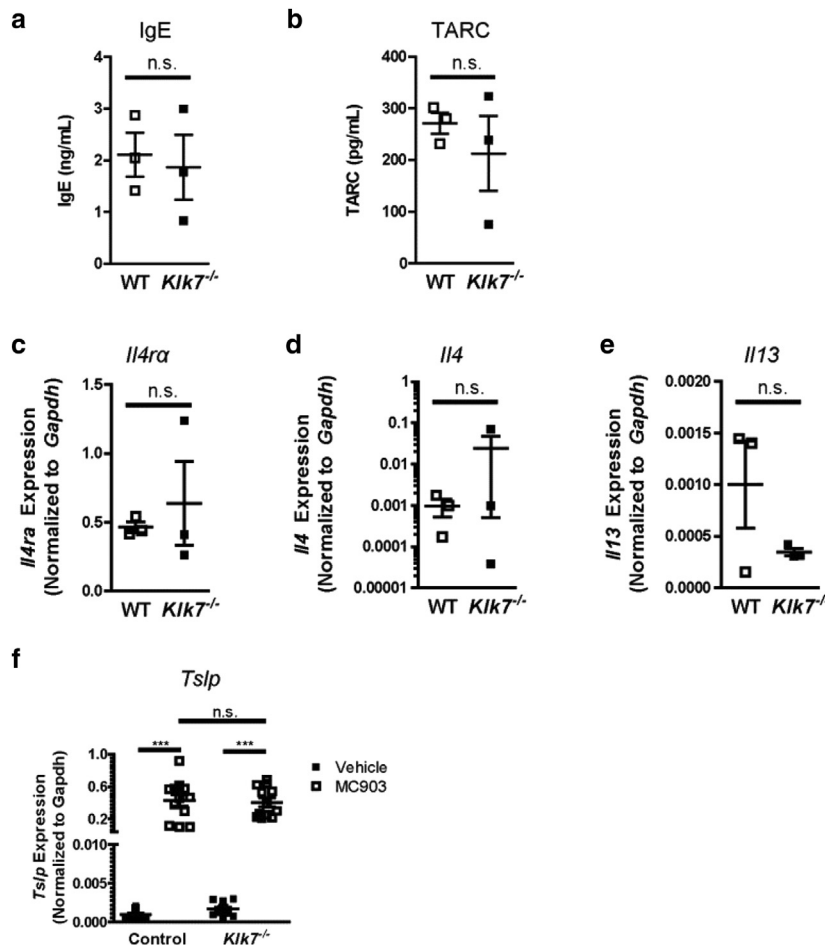 a
IgE
n.s.
IgE (ng/mL)
4
3
2
1
0
WT Klk7-/-
b
TARC
n.s.
TARC (pg/mL)
400
300
200
100
0
WT Klk7-/-
c
Il4rα
n.s.
Il4ra Expression
(Normalized to Gapdh)
1.5
1.0
0.5
0.0
WT Klk7-/-
d
Il4
n.s.
Il4 Expression
(Normalized to Gapdh)
1
0.1
0.01
0.001
0.0001
0.00001
WT Klk7-/-
e
Il13
n.s.
Il13 Expression
(Normalized to Gapdh)
0.0020
0.0015
0.0010
0.0005
0.0000
WT Klk7-/-
f
Tslp
n.s.
*** ***
Tslp Expression
(Normalized to Gapdh)
1.0
0.6
0.2
0.010
0.005
0.000
Control Klk7-/-
Vehicle
MC903